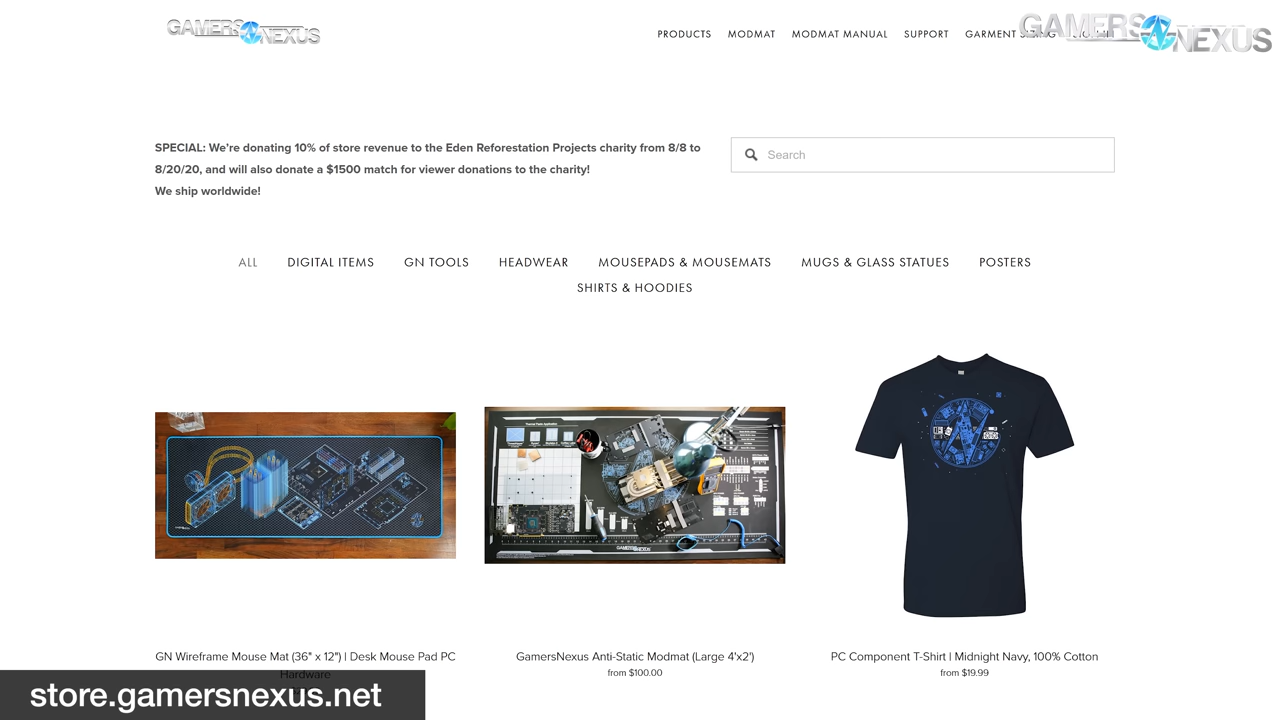 GAMERS NEXUS
PRODUCTS MODMAT MODMAT MANUAL SUPPORT GARMENT SIZING
GAMERS NEXUS
SPECIAL: We're donating 10% of store revenue to the Eden Reforestation Projects charity from 8/8 to
8/20/20, and will also donate a $1500 match for viewer donations to the charity!
We ship worldwide!
Search
ALL DIGITAL ITEMS GN TOOLS HEADWEAR MOUSEPADS & MOUSEMATS MUGS & GLASS STATUES POSTERS
SHIRTS & HOODIES
GN Wireframe Mouse Mat (36" x 12") | Desk Mouse Pad PC
Hardware
GamersNexus Anti-Static Modmat (Large 4'x2')
from $100.00
PC Component T-Shirt | Midnight Navy, 100% Cotton
from $19.99
store.gamersnexus.net